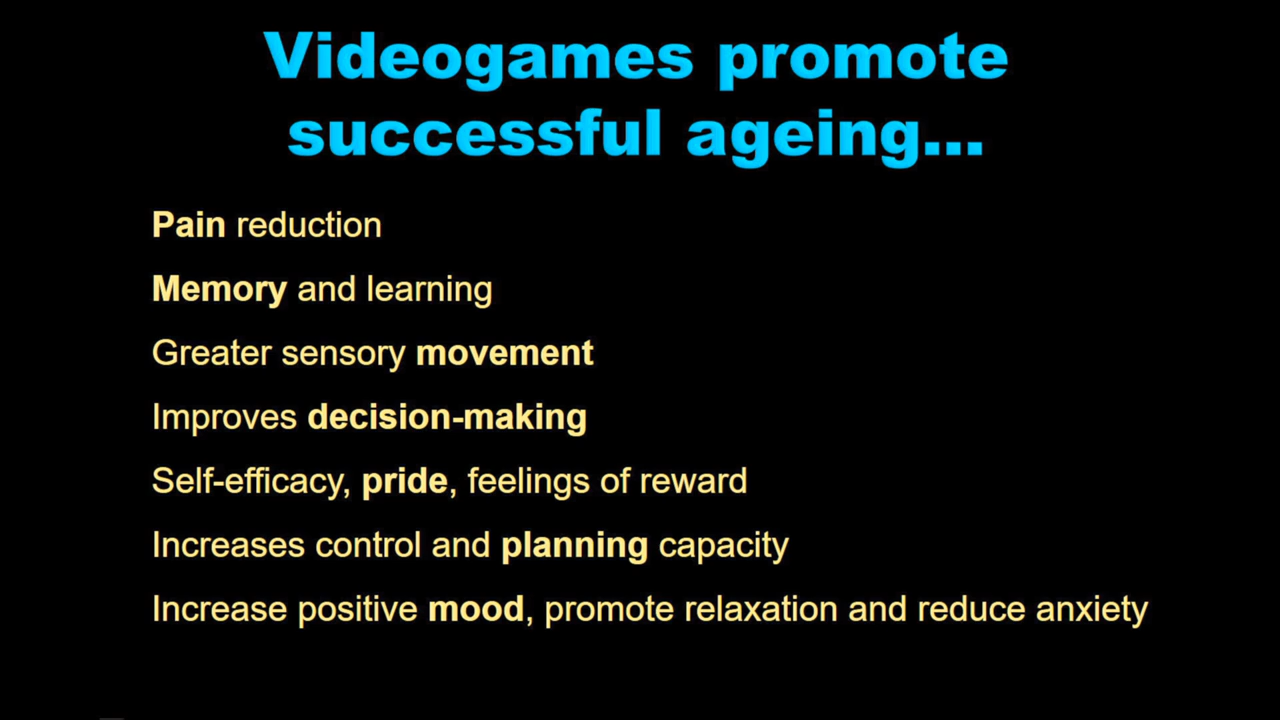 Videogames promote
successful ageing...
Pain reduction
Memory and learning
Greater sensory movement
Improves decision-making
Self-efficacy, pride, feelings of reward
Increases control and planning capacity
Increase positive mood, promote relaxation and reduce anxiety